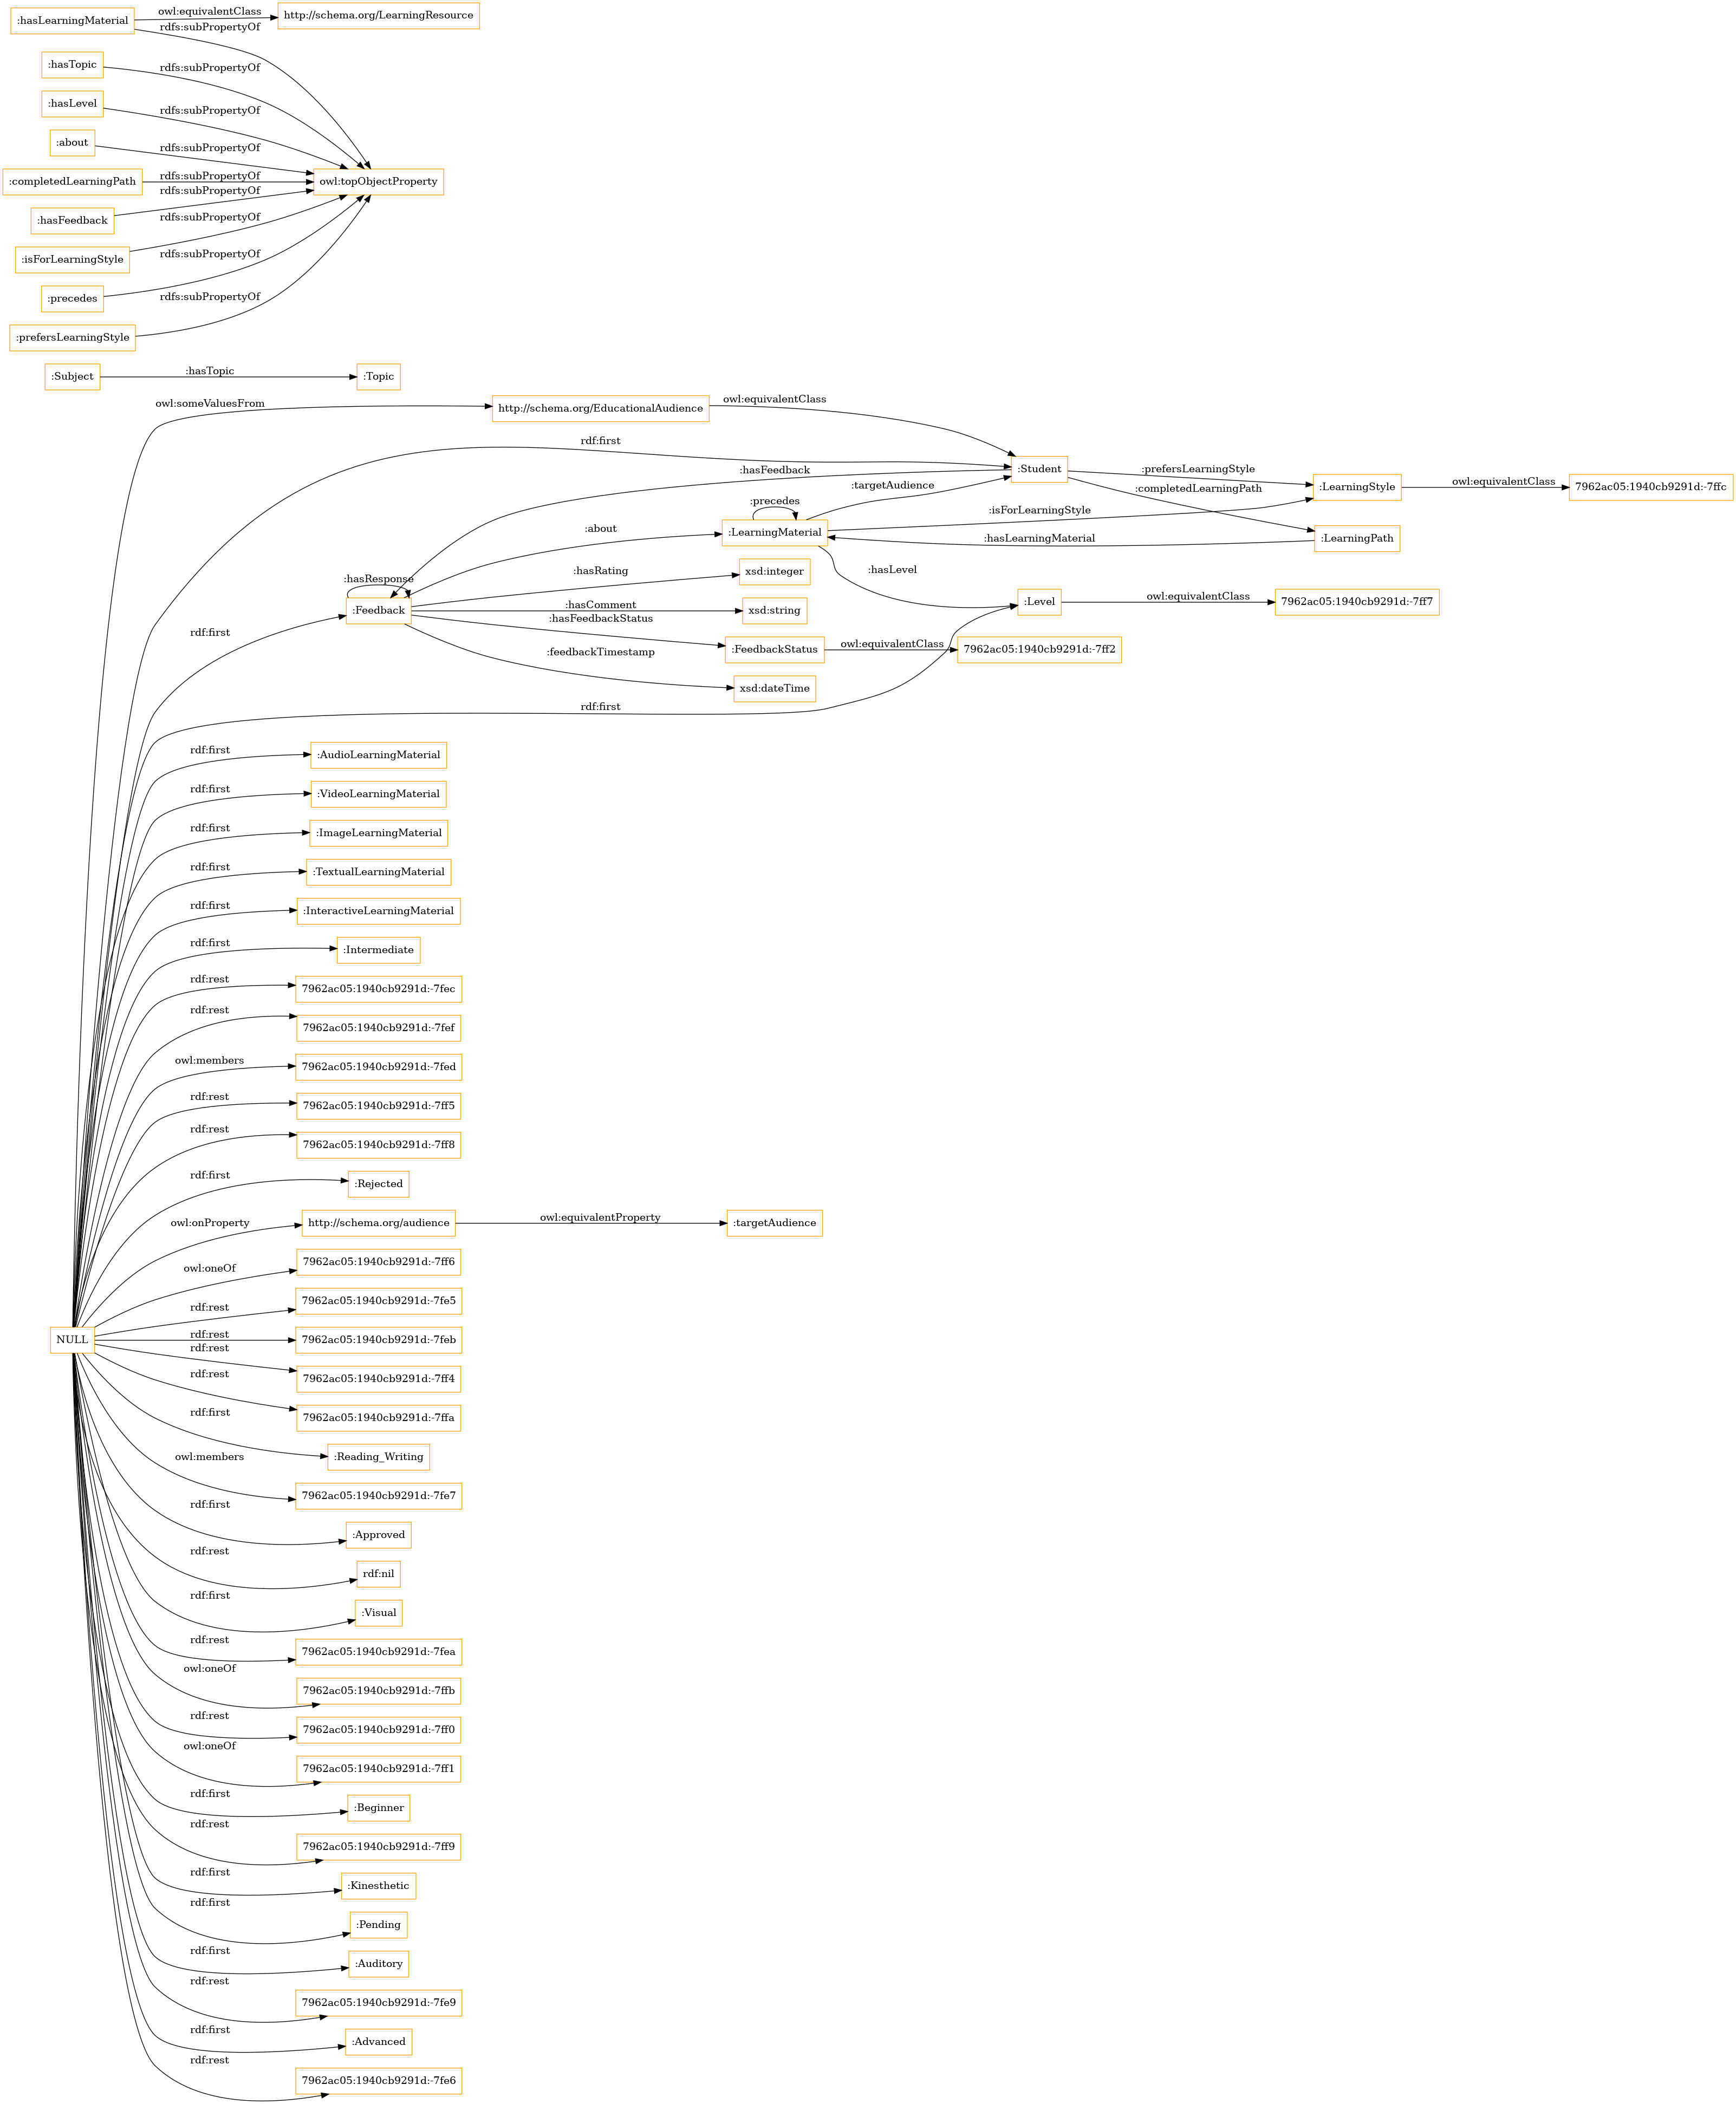 :hasLearningMaterial
owl:equivalentClass
http://schema.org/LearningResource
rdfs:subPropertyOf
:hasTopic
rdfs:subPropertyOf
:hasLevel
rdfs:subPropertyOf
:about
rdfs:subPropertyOf
:completedLearningPath
rdfs:subPropertyOf
owl:topObjectProperty
:hasFeedback
rdfs:subPropertyOf
:isForLearningStyle
rdfs:subPropertyOf
:precedes
rdfs:subPropertyOf
:prefersLearningStyle
rdfs:subPropertyOf
:Subject
:hasTopic
:Topic
owl:someValuesFrom
http://schema.org/EducationalAudience
owl:equivalentClass
rdf:first
:hasFeedback
:Student
:prefersLearningStyle
:LearningStyle
owl:equivalentClass
7962ac05:1940cb9291d:-7ffc
:targetAudience
:completedLearningPath
:precedes
:isForLearningStyle
:about
:LearningMaterial
:hasLearningMaterial
:LearningPath
:hasResponse
:hasRating
xsd:integer
:hasLevel
:Feedback
:hasComment
xsd:string
:Level
owl:equivalentClass
7962ac05:1940cb9291d:-7ff7
rdf:first
:hasFeedbackStatus
:FeedbackStatus
owl:equivalentClass
7962ac05:1940cb9291d:-7ff2
:feedbackTimestamp
xsd:dateTime
rdf:first
rdf:first
:AudioLearningMaterial
rdf:first
:VideoLearningMaterial
rdf:first
:ImageLearningMaterial
rdf:first
:TextualLearningMaterial
rdf:first
:InteractiveLearningMaterial
rdf:first
:Intermediate
rdf:rest
7962ac05:1940cb9291d:-7fec
rdf:rest
7962ac05:1940cb9291d:-7fef
owl:members
7962ac05:1940cb9291d:-7fed
rdf:rest
7962ac05:1940cb9291d:-7ff5
rdf:rest
7962ac05:1940cb9291d:-7ff8
rdf:first
:Rejected
owl:onProperty
http://schema.org/audience
owl:equivalentProperty
:targetAudience
owl:oneOf
7962ac05:1940cb9291d:-7ff6
rdf:rest
7962ac05:1940cb9291d:-7fe5
NULL
rdf:rest
7962ac05:1940cb9291d:-7feb
rdf:rest
7962ac05:1940cb9291d:-7ff4
rdf:rest
7962ac05:1940cb9291d:-7ffa
rdf:first
:Reading_Writing
owl:members
7962ac05:1940cb9291d:-7fe7
rdf:first
:Approved
rdf:rest
rdf:nil
rdf:first
:Visual
rdf:rest
7962ac05:1940cb9291d:-7fea
owl:oneOf
7962ac05:1940cb9291d:-7ffb
rdf:rest
7962ac05:1940cb9291d:-7ff0
owl:oneOf
7962ac05:1940cb9291d:-7ff1
rdf:first
:Beginner
rdf:rest
7962ac05:1940cb9291d:-7ff9
rdf:first
:Kinesthetic
rdf:first
:Pending
rdf:first
:Auditory
rdf:rest
7962ac05:1940cb9291d:-7fe9
rdf:first
:Advanced
rdf:rest
7962ac05:1940cb9291d:-7fe6